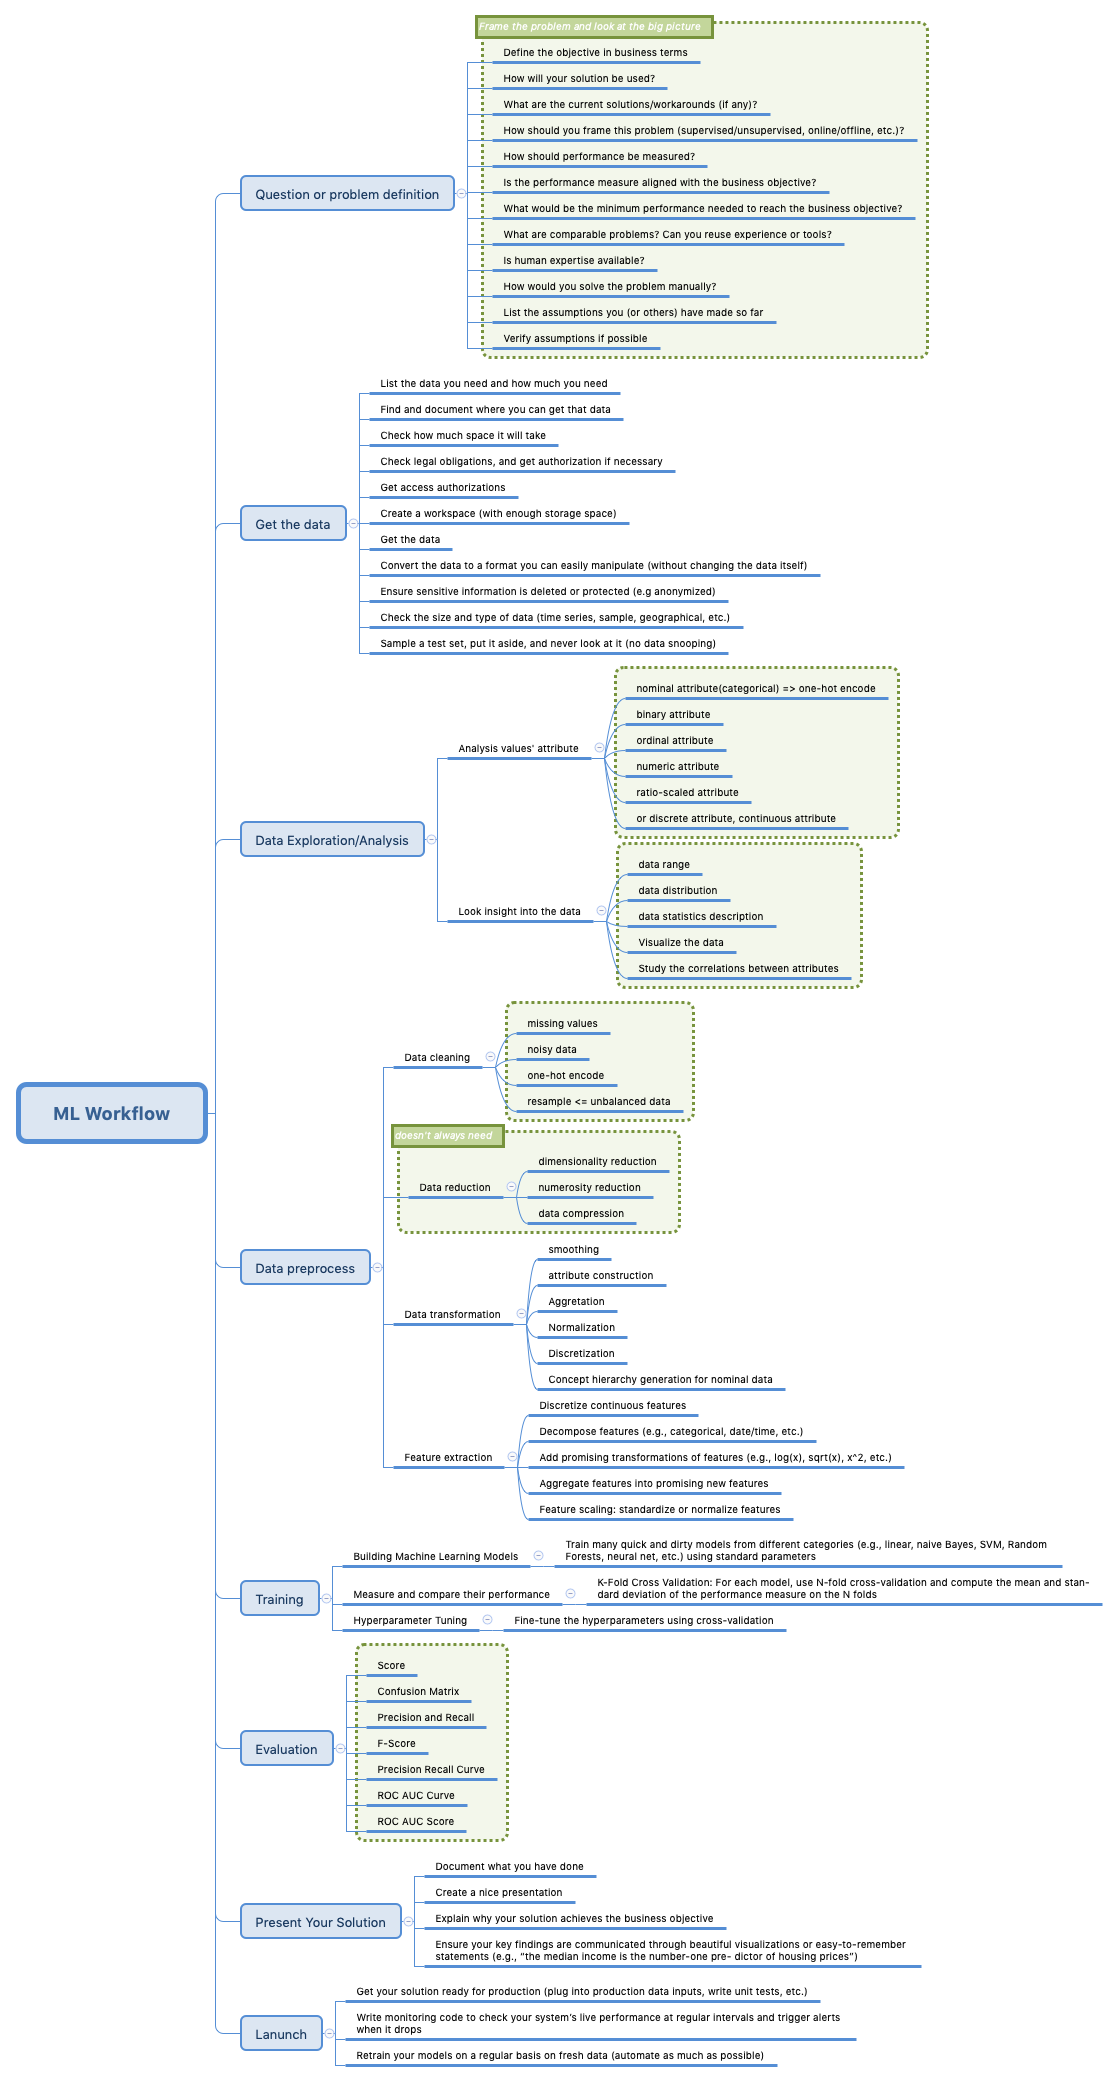 Frame the problem and look at the big picture
Define the objective in business terms
How will your solution be used?
What are the current solutions/workarounds (if any)?
How should you frame this problem (supervised/unsupervised, online/offline, etc.)?
How should performance be measured?
Question or problem definition
Is the performance measure aligned with the business objective?
What would be the minimum performance needed to reach the business objective?
What are comparable problems? Can you reuse experience or tools?
Is human expertise available?
How would you solve the problem manually?
List the assumptions you (or others) have made so far
Verify assumptions if possible
List the data you need and how much you need
Find and document where you can get that data
Check how much space it will take
Check legal obligations, and get authorization if necessary
Get access authorizations
Get the data
Create a workspace (with enough storage space)
Get the data
Convert the data to a format you can easily manipulate (without changing the data itself)
Ensure sensitive information is deleted or protected (e.g anonymized)
Check the size and type of data (time series, sample, geographical, etc.)
Sample a test set, put it aside, and never look at it (no data snooping)
Data Exploration/Analysis
Analysis values' attribute
nominal attribute(categorical) => one-hot encode
binary attribute
ordinal attribute
numeric attribute
ratio-scaled attribute
or discrete attribute, continuous attribute
Look insight into the data
data range
data distribution
data statistics description
Visualize the data
Study the correlations between attributes
ML Workflow
Data preprocess
Data cleaning
missing values
noisy data
one-hot encode
resample <= unbalanced data
doesn't always need
Data reduction
dimensionality reduction
numerosity reduction
data compression
Data transformation
smoothing
attribute construction
Aggretation
Normalization
Discretization
Concept hierarchy generation for nominal data
Feature extraction
Discretize continuous features
Decompose features (e.g., categorical, date/time, etc.)
Add promising transformations of features (e.g., log(x), sqrt(x), x^2, etc.)
Aggregate features into promising new features
Feature scaling: standardize or normalize features
Training
Building Machine Learning Models
Train many quick and dirty models from different categories (e.g., linear, naive Bayes, SVM, Random
Forests, neural net, etc.) using standard parameters
Measure and compare their performance
K-Fold Cross Validation: For each model, use N-fold cross-validation and compute the mean and stan-
dard deviation of the performance measure on the N folds
Hyperparameter Tuning
Fine-tune the hyperparameters using cross-validation
Evaluation
Score
Confusion Matrix
Precision and Recall
F-Score
Precision Recall Curve
ROC AUC Curve
ROC AUC Score
Present Your Solution
Document what you have done
Create a nice presentation
Explain why your solution achieves the business objective
Ensure your key findings are communicated through beautiful visualizations or easy-to-remember
statements (e.g., “the median income is the number-one pre- dictor of housing prices”)
Lanunch
Get your solution ready for production (plug into production data inputs, write unit tests, etc.)
Write monitoring code to check your system's live performance at regular intervals and trigger alerts
when it drops
Retrain your models on a regular basis on fresh data (automate as much as possible)